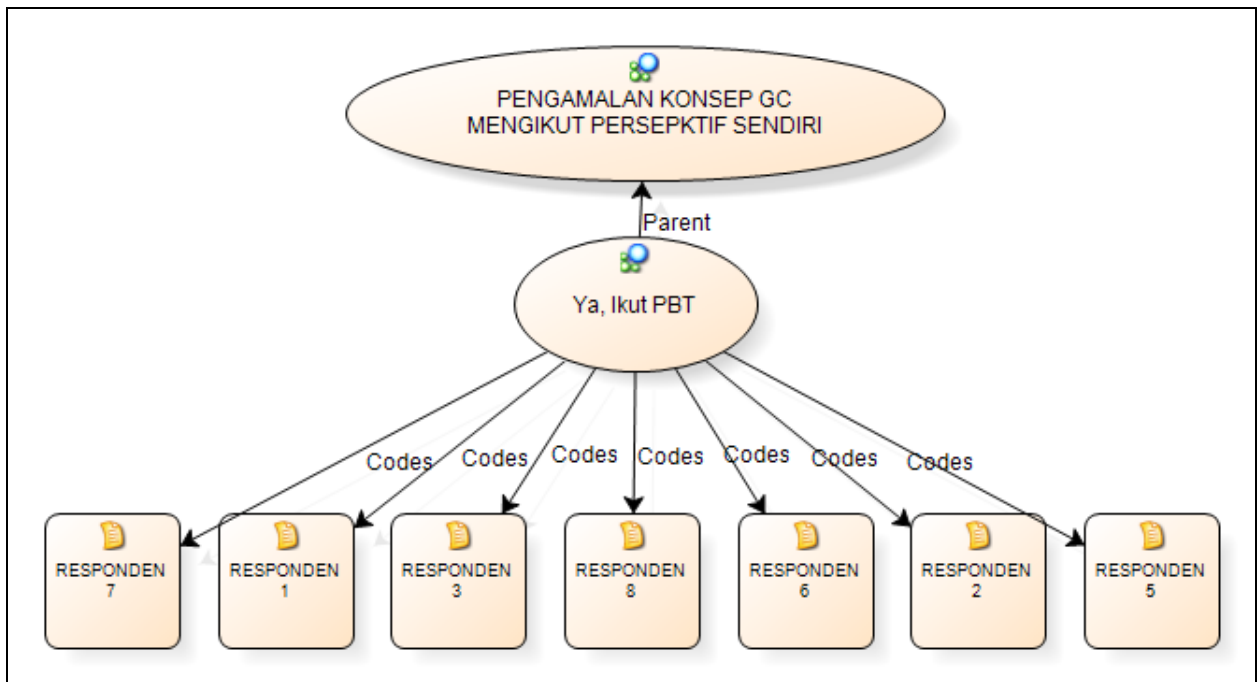 PENGAMALAN KONSEP GC
MENGIKUT PERSEPKTIF SENDIRI
Parent
Ya, Ikut PBT
Codes
Codes
Codes
Codes
Codes
Codes
Codes
RESPONDEN
7
RESPONDEN
1
RESPONDEN
3
RESPONDEN
8
RESPONDEN
6
RESPONDEN
2
RESPONDEN
5